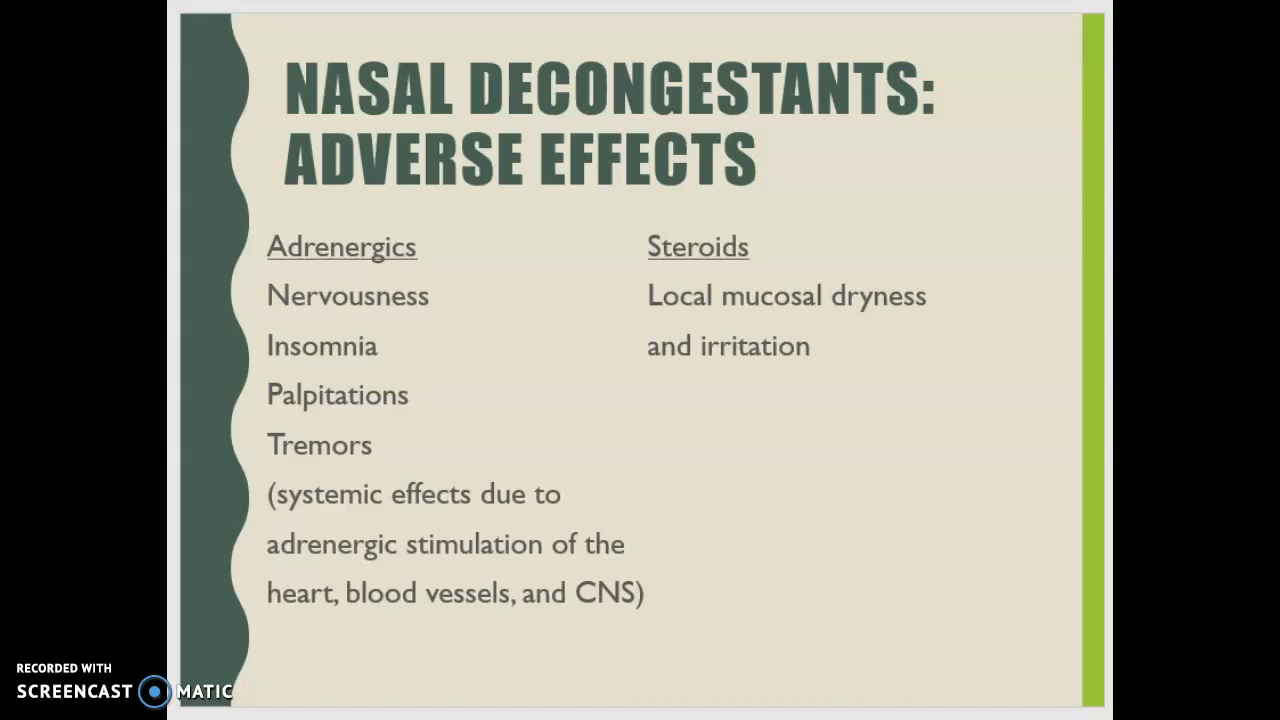 NASAL DECONGESTANTS:
ADVERSE EFFECTS
Adrenergics
Nervousness
Insomnia
Palpitations
Tremors
(systemic effects due to
adrenergic stimulation of the
heart, blood vessels, and CNS)
Steroids
Local mucosal dryness
and irritation
RECORDED WITH
SCREENCAST MATIC